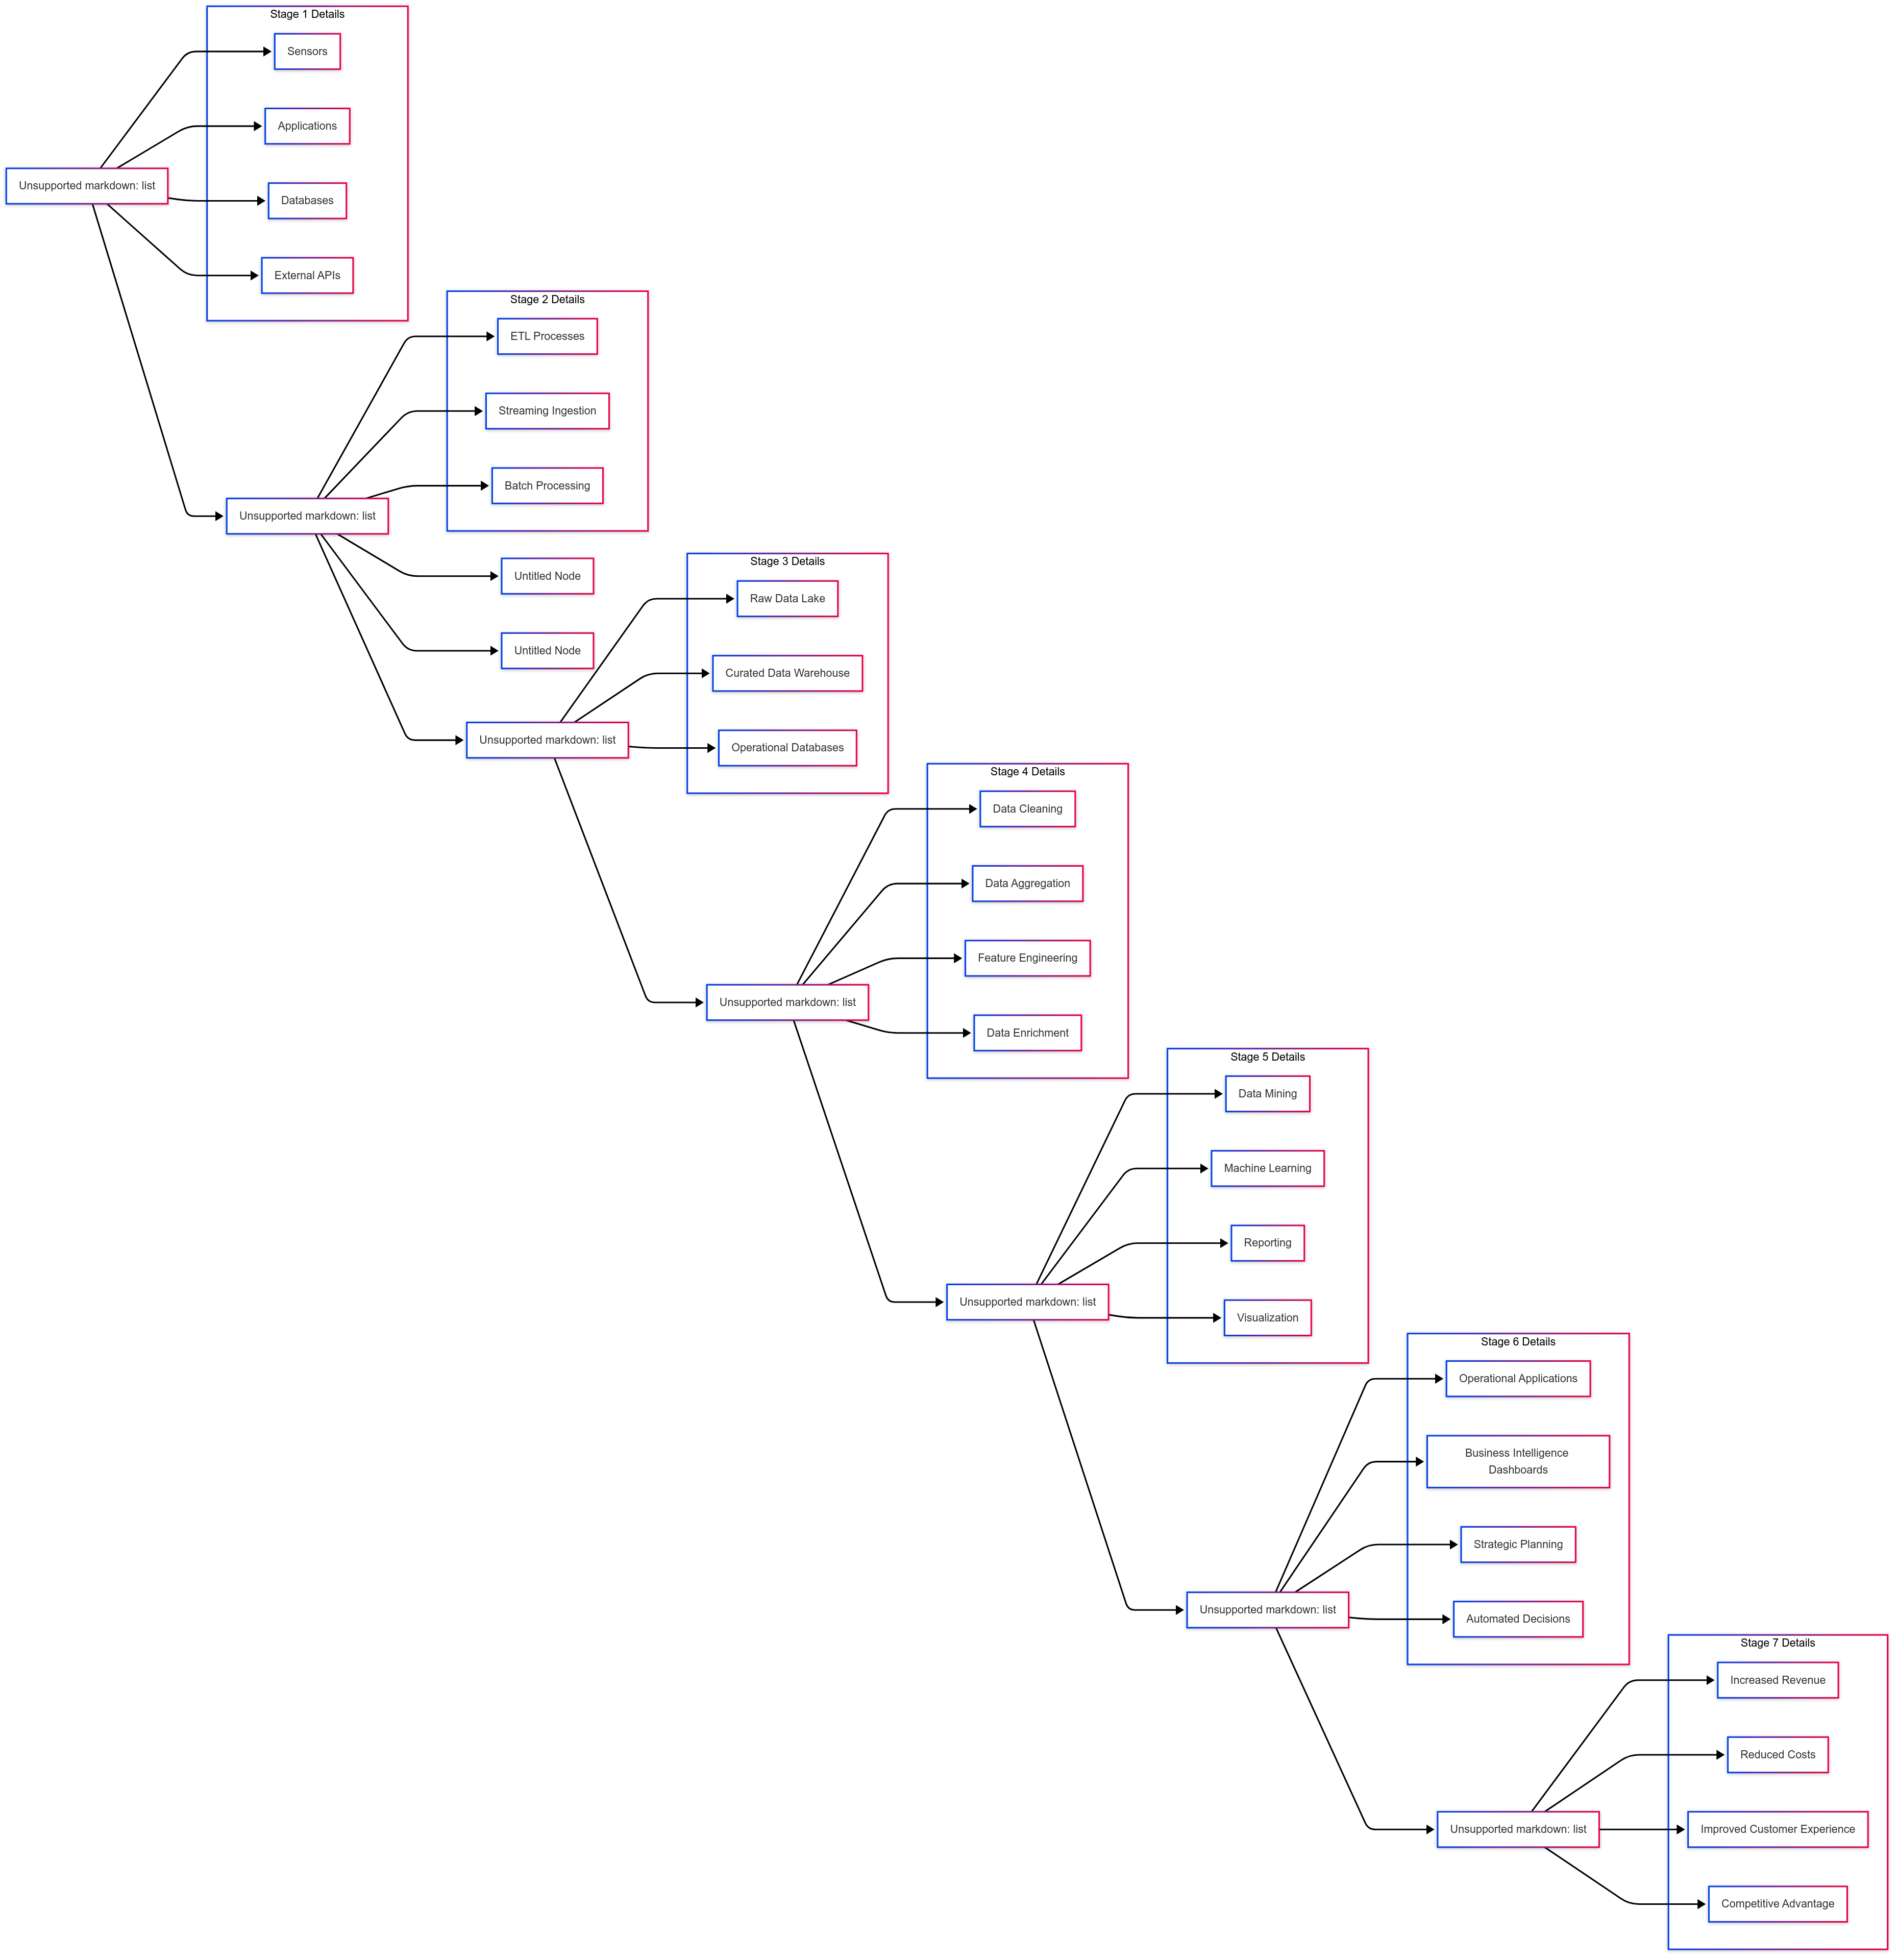 Stage 1 Details
Sensors
Applications
Unsupported markdown: list
Databases
External APIs
Stage 2 Details
ETL Processes
Streaming Ingestion
Batch Processing
Unsupported markdown: list
Untitled Node
Untitled Node
Stage 3 Details
Raw Data Lake
Curated Data Warehouse
Unsupported markdown: list
Operational Databases
Stage 4 Details
Data Cleaning
Data Aggregation
Feature Engineering
Unsupported markdown: list
Data Enrichment
Stage 5 Details
Data Mining
Machine Learning
Reporting
Unsupported markdown: list
Visualization
Stage 6 Details
Operational Applications
Business Intelligence
Dashboards
Strategic Planning
Unsupported markdown: list
Automated Decisions
Stage 7 Details
Increased Revenue
Reduced Costs
Unsupported markdown: list
Improved Customer Experience
Competitive Advantage